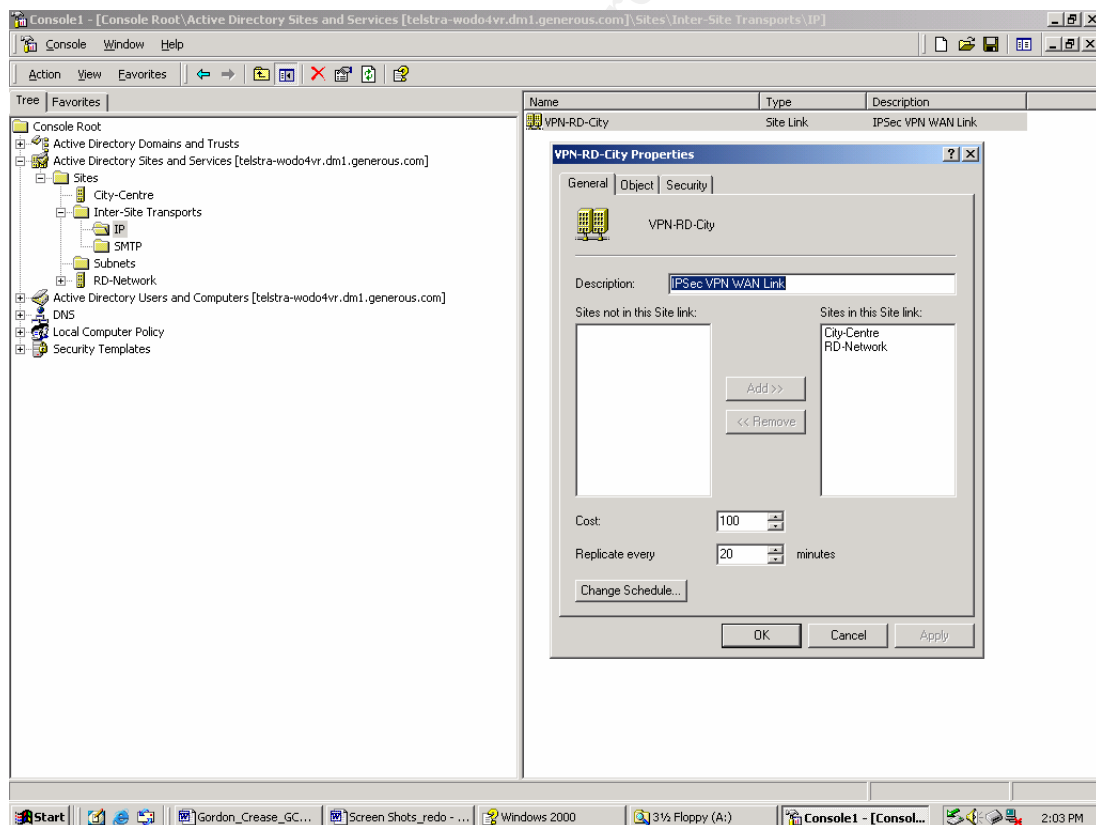 Console1 - [Console Root\Active Directory Sites and Services [telstra-wodo4vr.dm1.generous.com]\Sites\Inter-Site Transports\IP]
Console Window Help
Action View Favorites
Tree Favorites
Name Type Description
Console Root
Active Directory Domains and Trusts
Active Directory Sites and Services [telstra-wodo4vr.dm1.generous.com]
Sites
City-Centre
Inter-Site Transports
IP
SMTP
Subnets
RD-Network
Active Directory Users and Computers [telstra-wodo4vr.dm1.generous.com]
DNS
Local Computer Policy
Security Templates
VPN-RD-City Site Link IPSec VPN WAN Link
VPN-RD-City Properties
General Object Security
VPN-RD-City
Description: IPSec VPN WAN Link
Sites not in this Site link: Sites in this Site link:
City-Centre
RD-Network
Add >>
<< Remove
Cost: 100
Replicate every 20 minutes
Change Schedule...
OK Cancel Apply
Start Gordon_Crease_GC... Screen Shots_redo - ... Windows 2000 3½ Floppy (A:) Console1 - [Consol... 2:03 PM